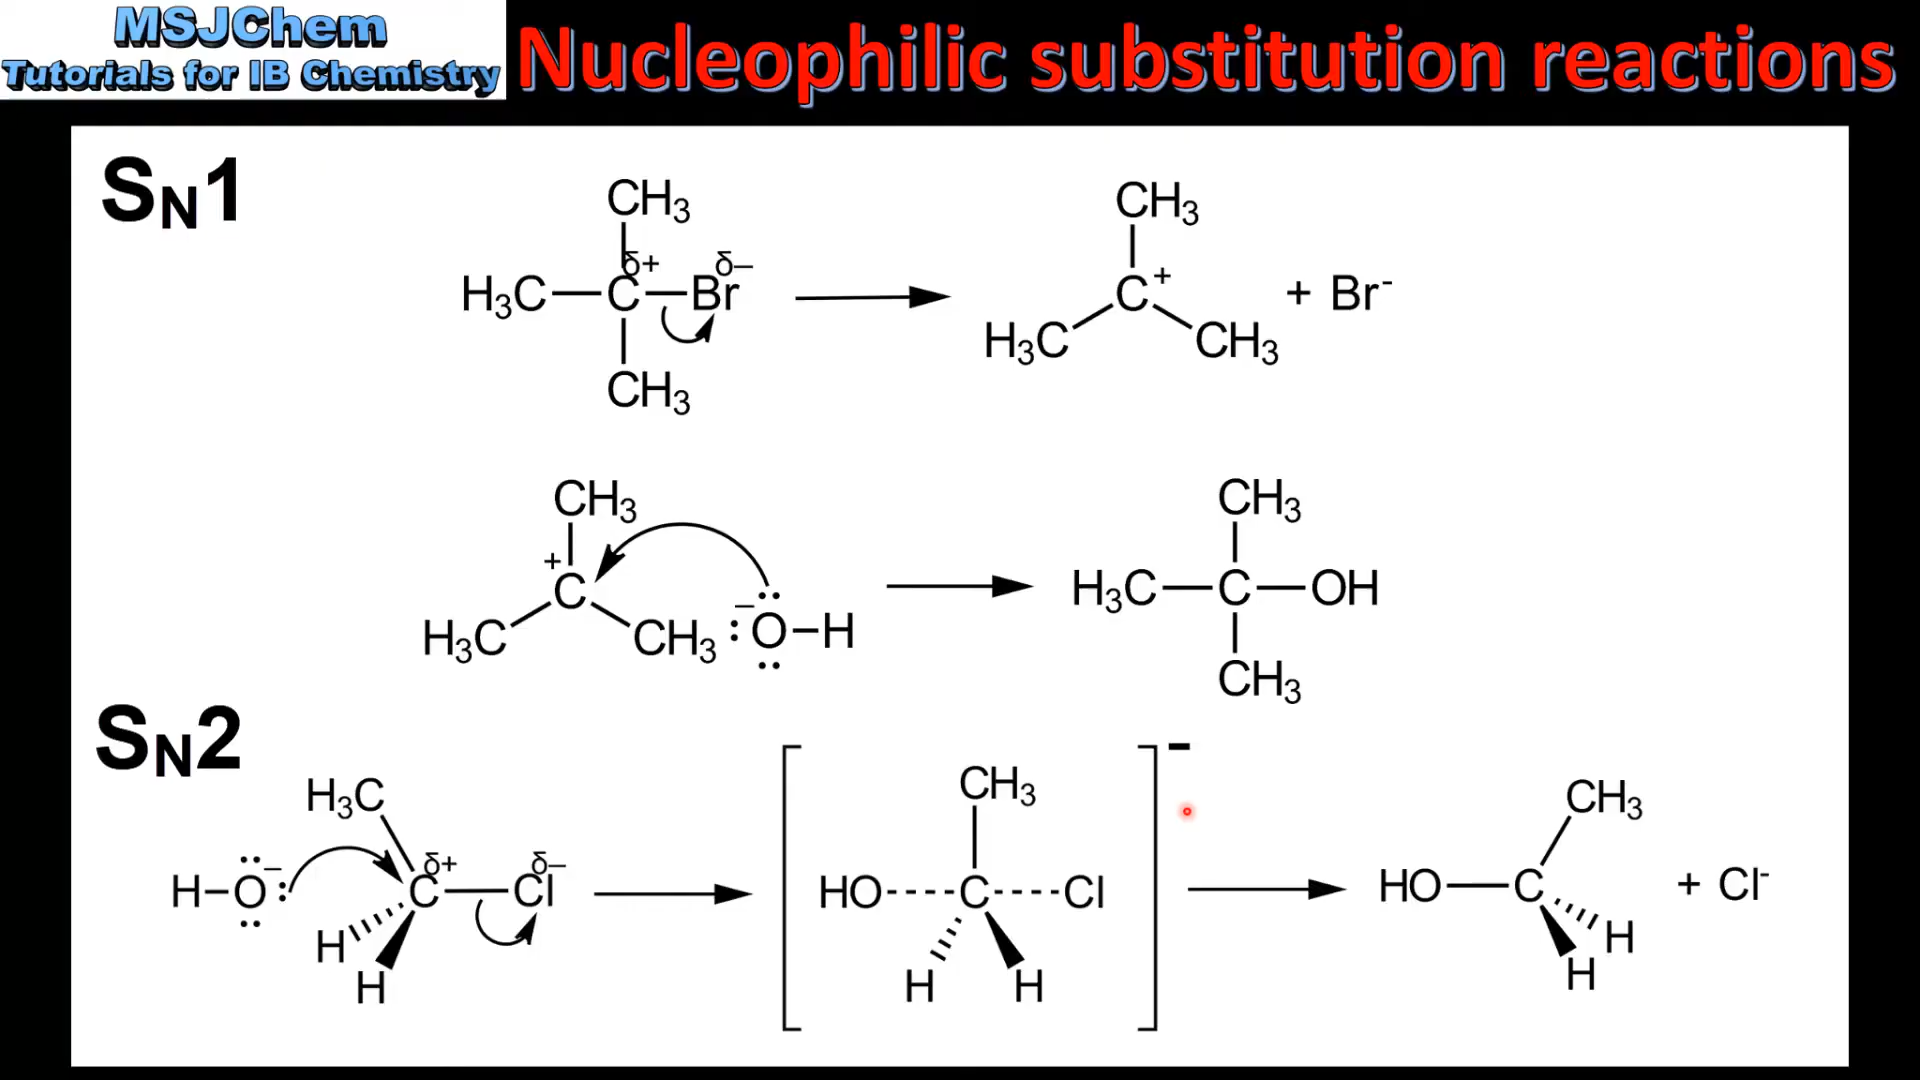 MSJChem
Tutorials for IB Chemistry
Nucleophilic substitution reactions
SN1
CH3
δ+ δ–
H3C C Br
CH3
CH3
C+
H3C CH3
+ Br-
CH3
+
C
H3C CH3
–
:O–H
CH3
H3C C OH
CH3
SN2
H3C
H–O:– C δ+ Cl δ–
H
H
CH3
HO C Cl
H H
-
CH3
HO C
H
H
+ Cl-